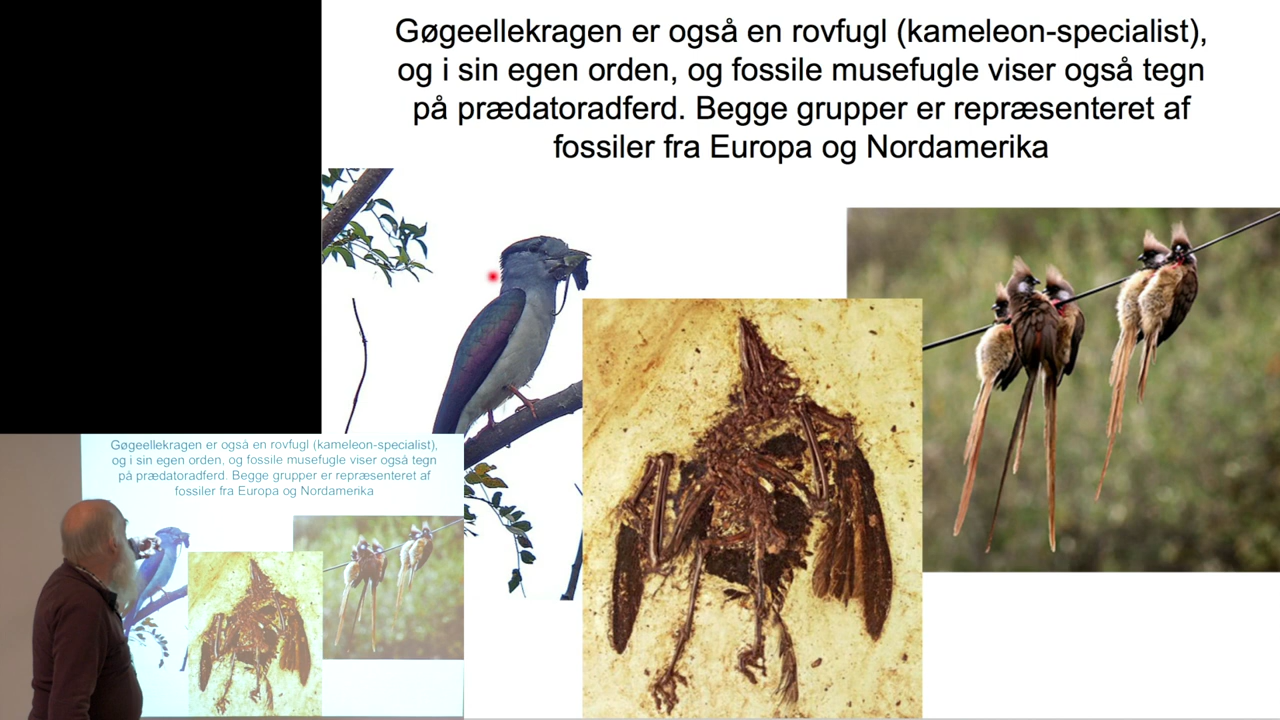 Gøgeellekragen er også en rovfugl (kameleon-specialist),
og i sin egen orden, og fossile musefugle viser også tegn
på prædatoradferd. Begge grupper er repræsenteret af
fossiler fra Europa og Nordamerika
Gøgeellekragen er også en rovfugl (kameleon-specialist),
og i sin egen orden, og fossile musefugle viser også tegn
på prædatoradferd. Begge grupper er repræsenteret af
fossiler fra Europa og Nordamerika